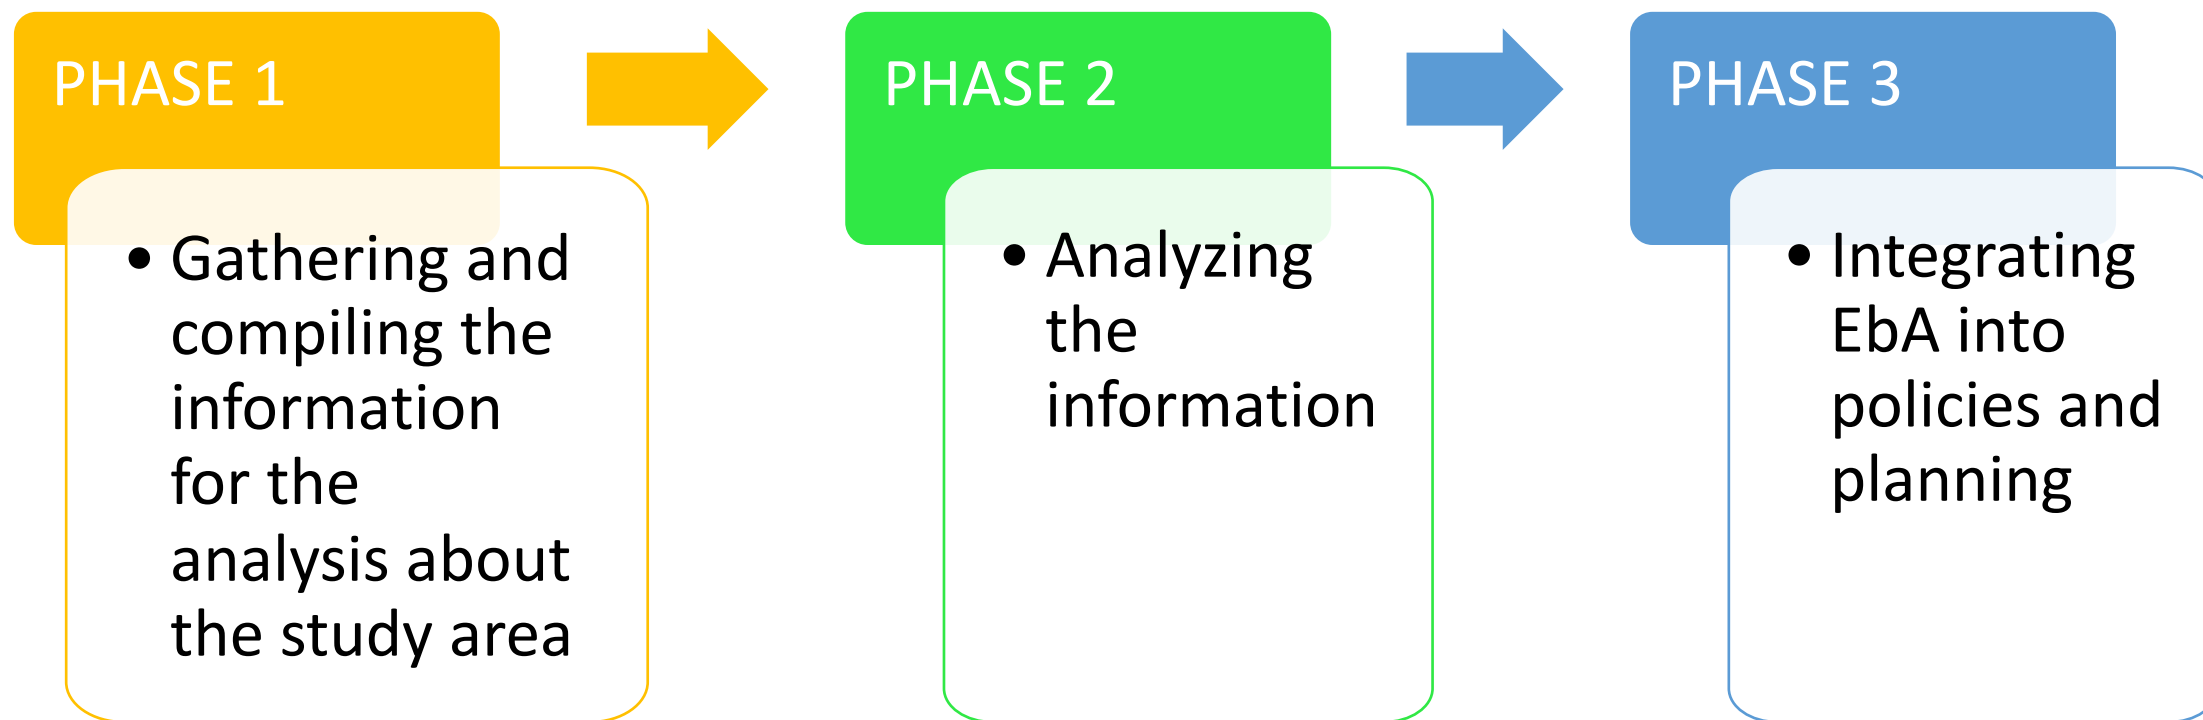 PHASE 1
• Gathering and
compiling the
information
for the
analysis about
the study area
PHASE 2
• Analyzing
the
information
PHASE 3
• Integrating
EbA into
policies and
planning